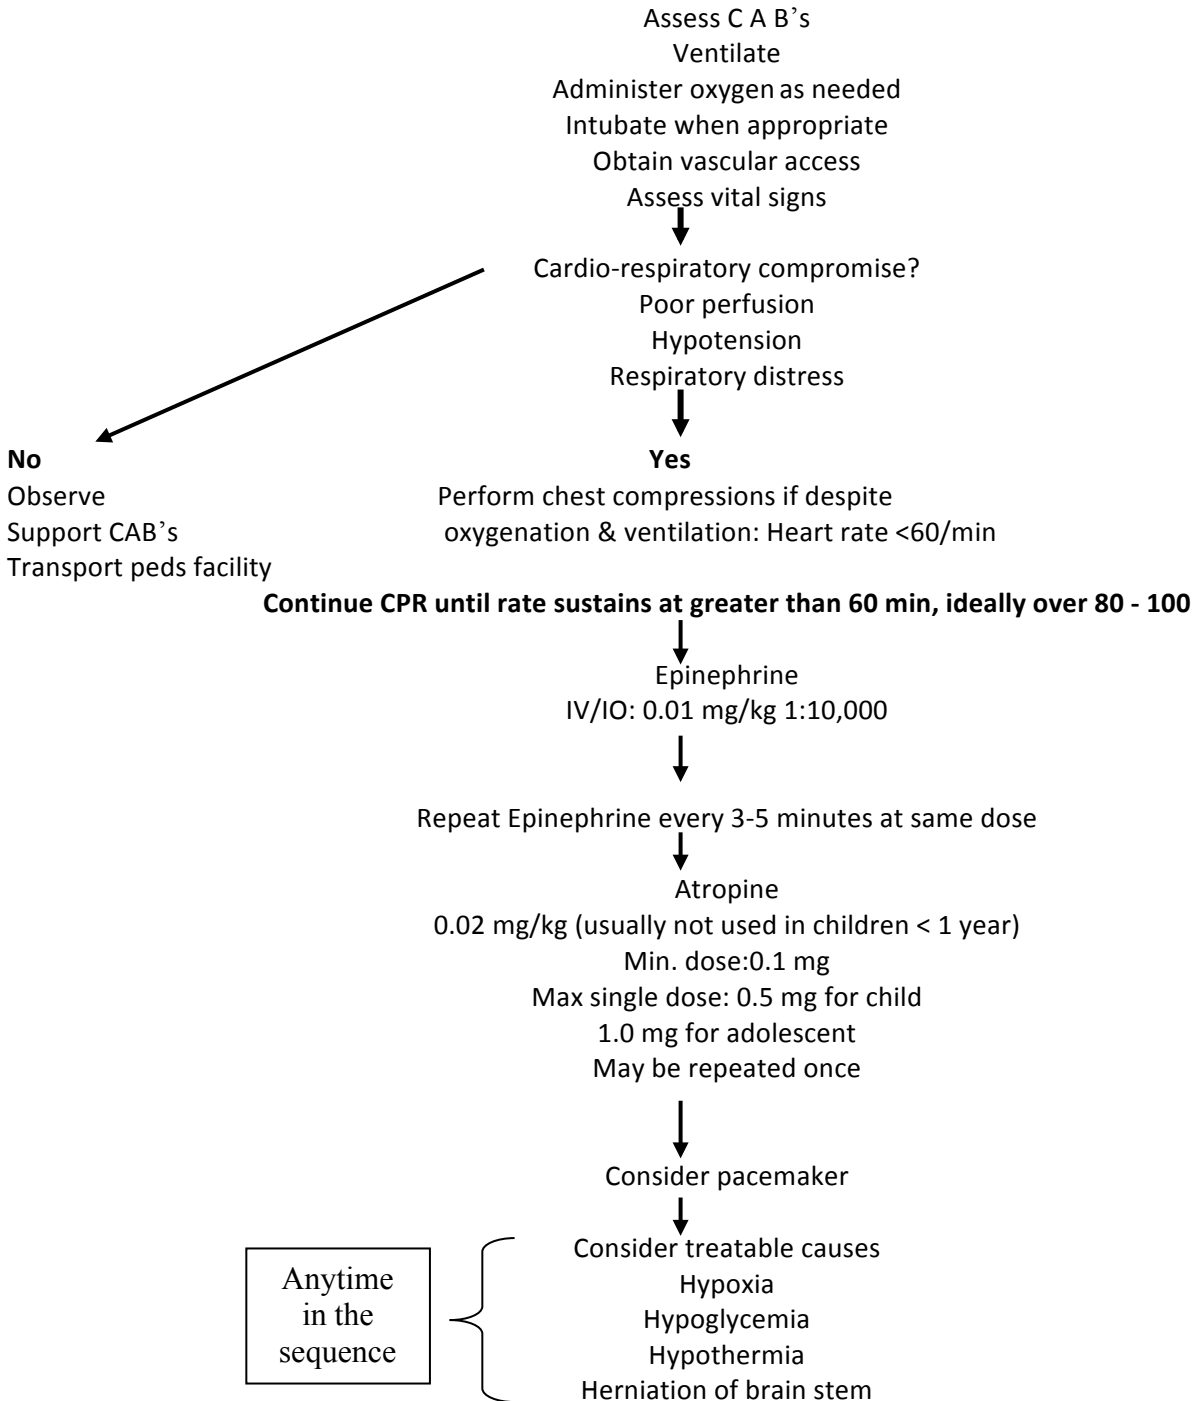 Assess C A B’s
Ventilate
Administer oxygen as needed
Intubate when appropriate
Obtain vascular access
Assess vital signs
Cardio-respiratory compromise?
Poor perfusion
Hypotension
Respiratory distress
No
Observe
Support CAB’s
Transport peds facility
Yes
Perform chest compressions if despite
oxygenation & ventilation: Heart rate <60/min
Continue CPR until rate sustains at greater than 60 min, ideally over 80 - 100
Epinephrine
IV/IO: 0.01 mg/kg 1:10,000
Repeat Epinephrine every 3-5 minutes at same dose
Atropine
0.02 mg/kg (usually not used in children < 1 year)
Min. dose:0.1 mg
Max single dose: 0.5 mg for child
1.0 mg for adolescent
May be repeated once
Consider pacemaker
Anytime
in the
sequence
Consider treatable causes
Hypoxia
Hypoglycemia
Hypothermia
Herniation of brain stem